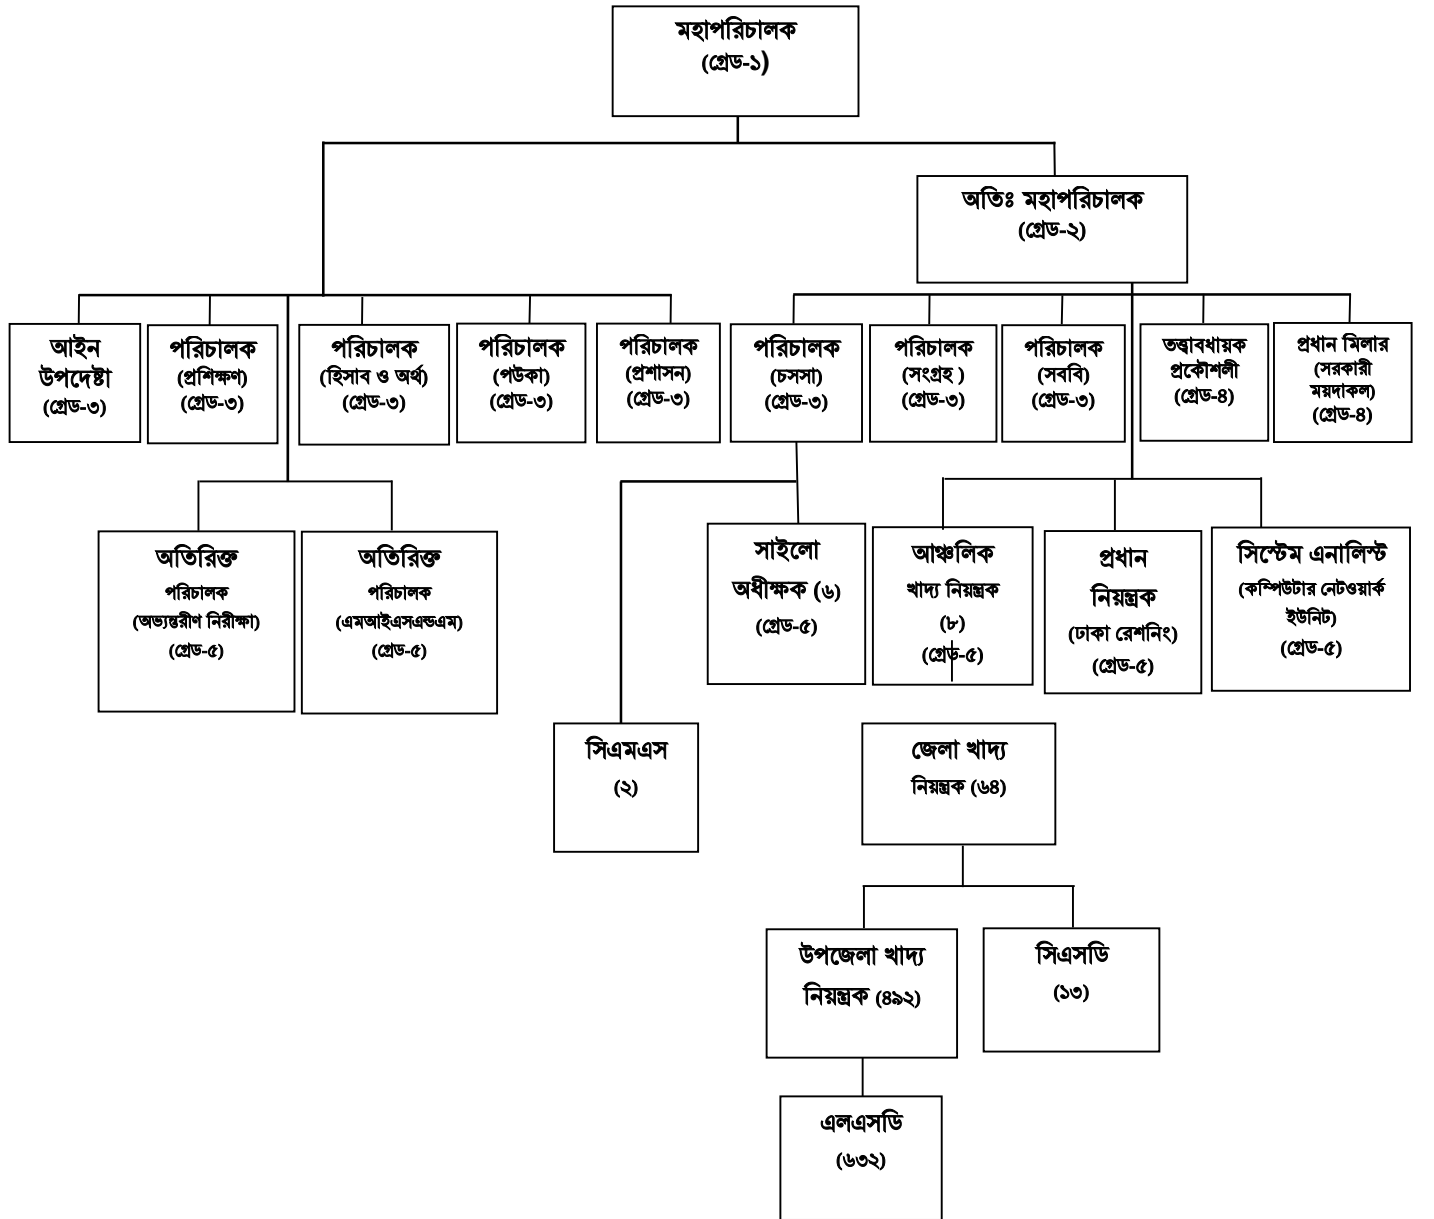 মহাপরিচালক
(গ্রেড-১)
অতিঃ মহাপরিচালক
(গ্রেড-২)
আইন
উপদেষ্টা
(গ্রেড-৩)
পরিচালক
(প্রশিক্ষণ)
(গ্রেড-৩)
পরিচালক
(হিসাব ও অর্থ)
(গ্রেড-৩)
পরিচালক
(পউকা)
(গ্রেড-৩)
পরিচালক
(প্রশাসন)
(গ্রেড-৩)
পরিচালক
(চসসা)
(গ্রেড-৩)
পরিচালক
(সংগ্রহ )
(গ্রেড-৩)
পরিচালক
(সববি)
(গ্রেড-৩)
তত্ত্বাবধায়ক
প্রকৌশলী
(গ্রেড-৪)
প্রধান মিলার
(সরকারী
ময়দাকল)
(গ্রেড-৪)
অতিরিক্ত
পরিচালক
(অভ্যন্তরীণ নিরীক্ষা)
(গ্রেড-৫)
অতিরিক্ত
পরিচালক
(এমআইএসএন্ডএম)
(গ্রেড-৫)
সাইলো
অধীক্ষক (৬)
(গ্রেড-৫)
আঞ্চলিক
খাদ্য নিয়ন্ত্রক
(৮)
(গ্রেড-৫)
প্রধান
নিয়ন্ত্রক
(ঢাকা রেশনিং)
(গ্রেড-৫)
সিস্টেম এনালিস্ট
(কম্পিউটার নেটওয়ার্ক
ইউনিট)
(গ্রেড-৫)
সিএমএস
(২)
জেলা খাদ্য
নিয়ন্ত্রক (৬৪)
উপজেলা খাদ্য
নিয়ন্ত্রক (৪৯২)
সিএসডি
(১৩)
এলএসডি
(৬৩২)